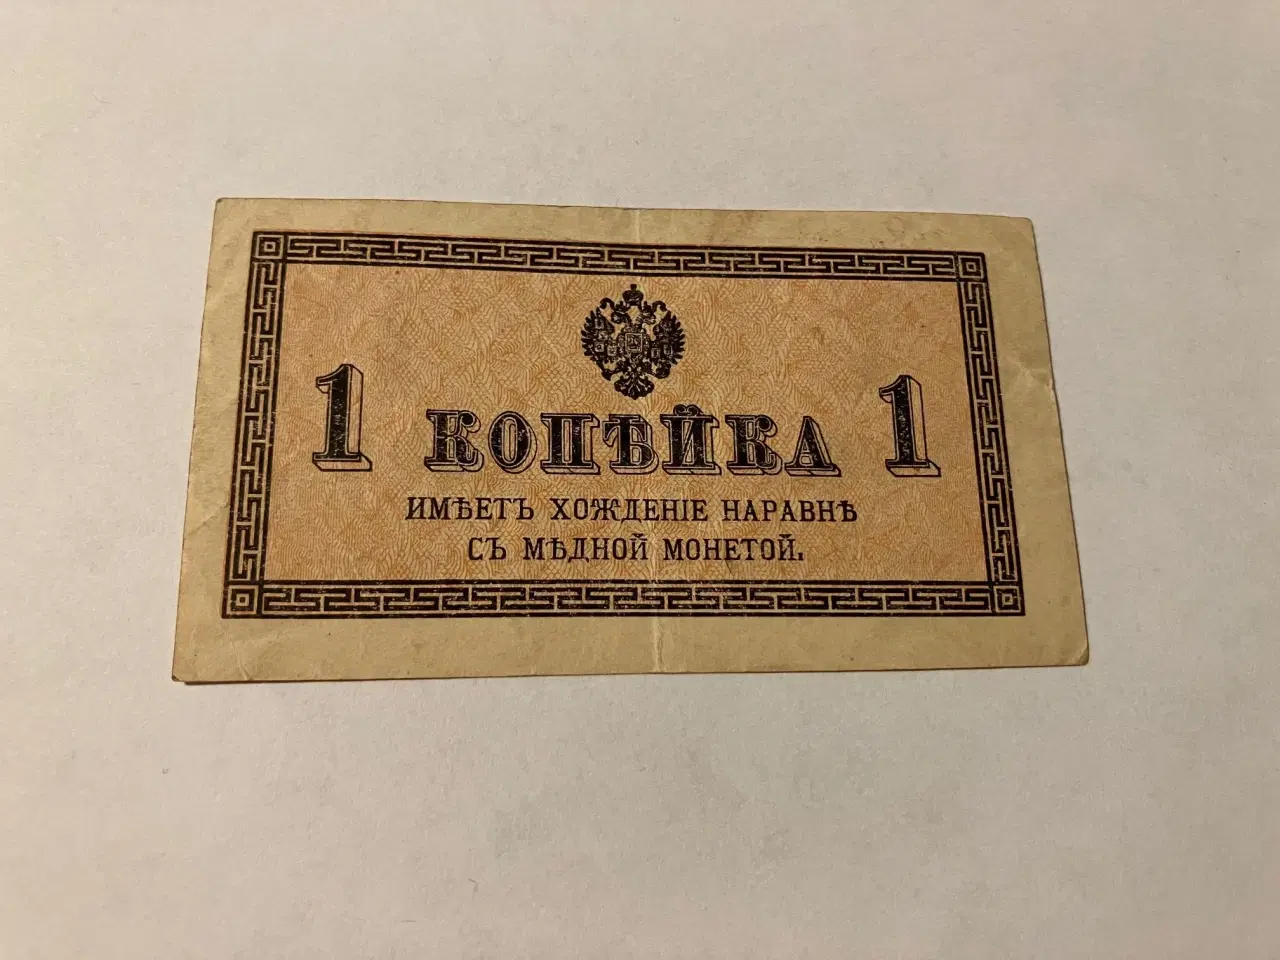 1 КОПѢЙКА 1
ИМѢЕТЪ ХОЖДЕНІЕ НАРАВНѢ
СЪ МѢДНОЙ МОНЕТОЙ.